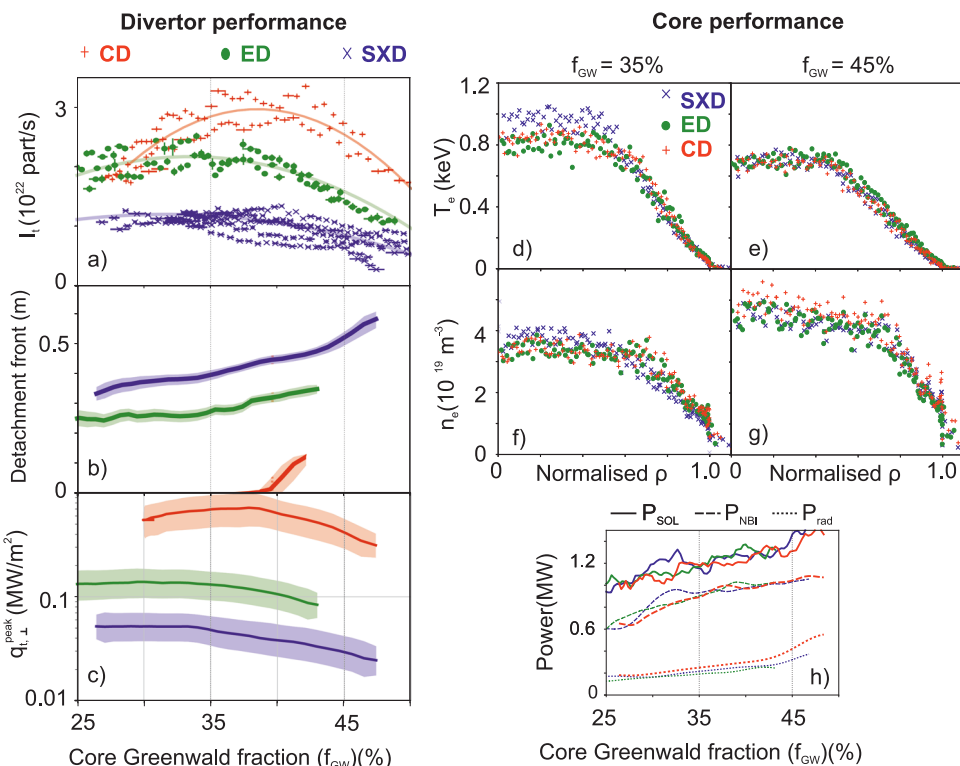 Divertor performance
+ CD ED × SXD
3
I_t (10^22 part/s)
0
a)
0.5
Detachment front (m)
0
b)
0.1
0.01
q_t,⊥^peak (MW/m²)
c)
25 35 45
Core Greenwald fraction (f_GW)(%)
Core performance
f_GW = 35% f_GW = 45%
1.2
× SXD
ED
+ CD
0.8
T_e (keV)
0.4
0
d) e)
4
n_e(10^19 m^-3)
2
0
f) g)
0 1.0 0 1.0
Normalised ρ Normalised ρ
P_SOL P_NBI P_rad
1.2
Power(MW)
0.6
0
h)
25 35 45
Core Greenwald fraction (f_GW)(%)